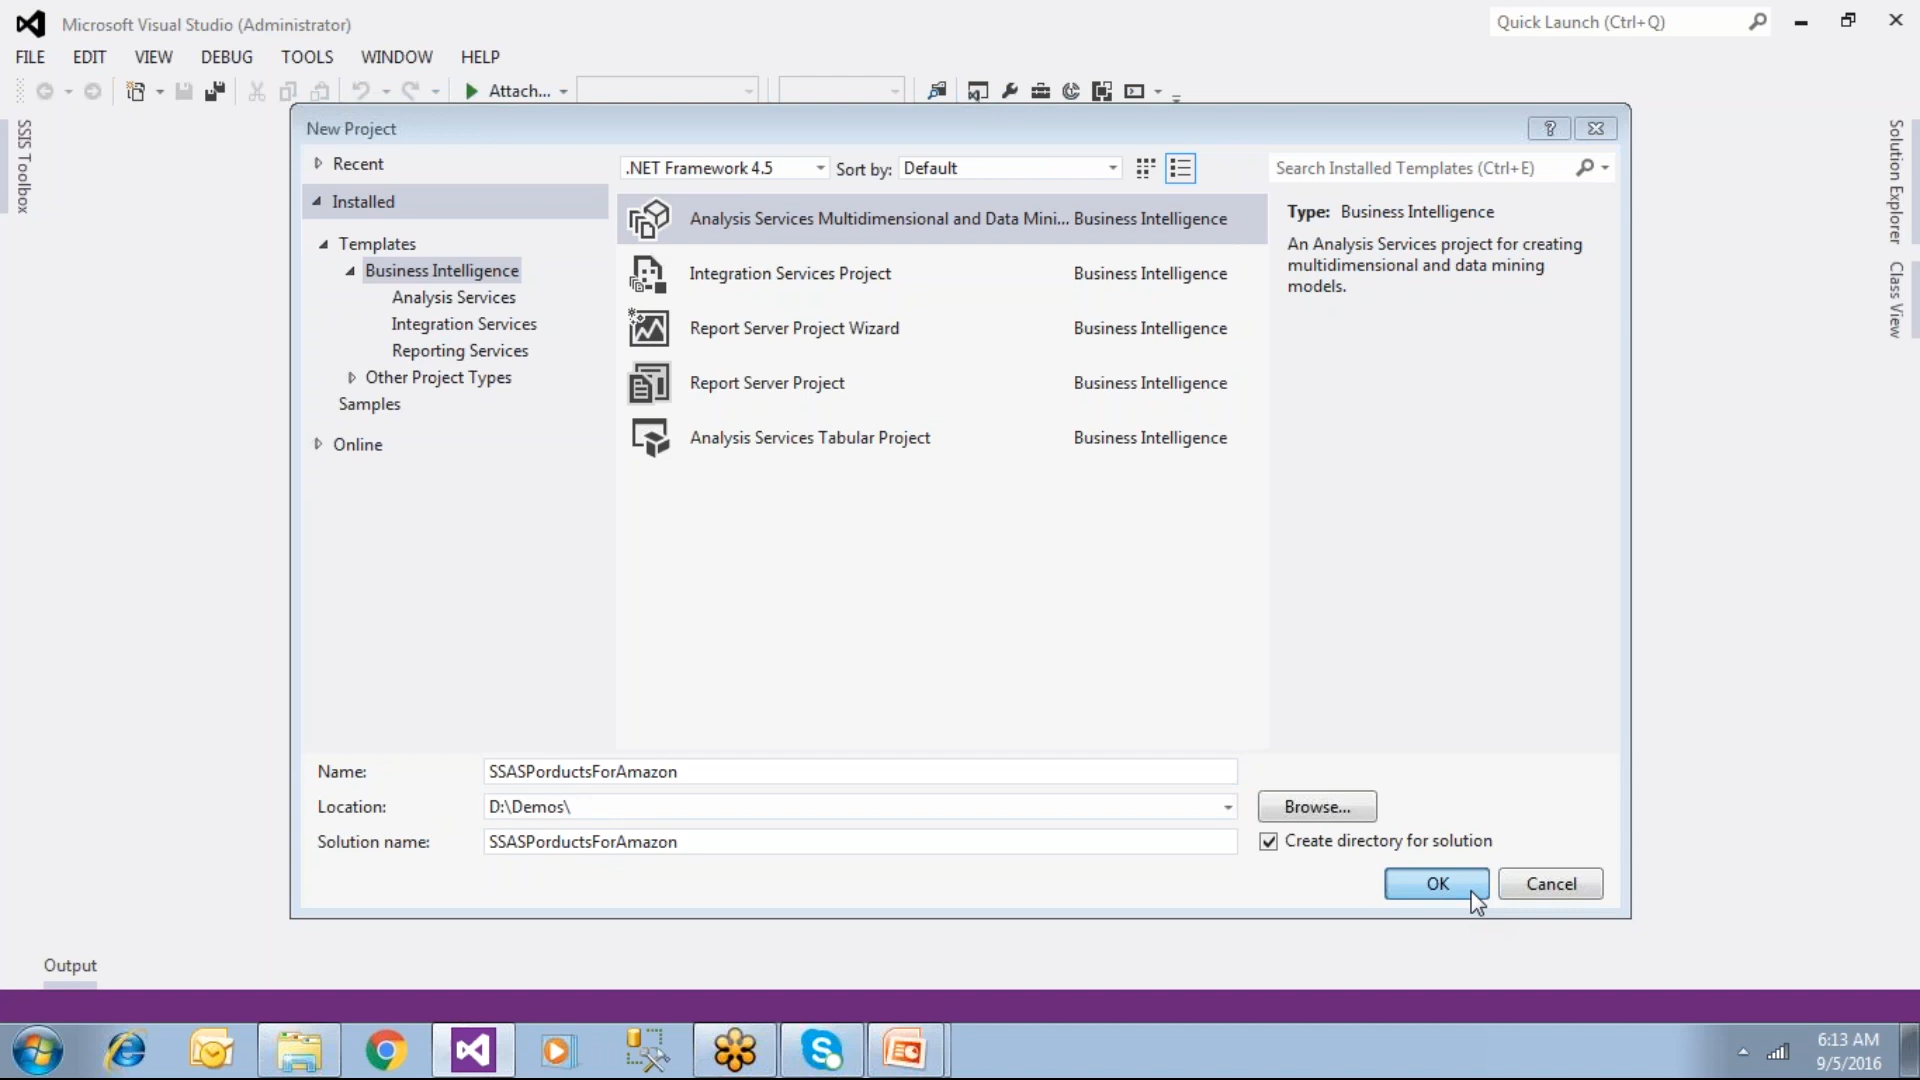 Microsoft Visual Studio (Administrator)
Quick Launch (Ctrl+Q)
FILE EDIT VIEW DEBUG TOOLS WINDOW HELP
Attach...
SSIS Toolbox
New Project
Recent
Installed
Templates
Business Intelligence
Analysis Services
Integration Services
Reporting Services
Other Project Types
Samples
Online
.NET Framework 4.5
Sort by: Default
Analysis Services Multidimensional and Data Mini... Business Intelligence
Integration Services Project Business Intelligence
Report Server Project Wizard Business Intelligence
Report Server Project Business Intelligence
Analysis Services Tabular Project Business Intelligence
Search Installed Templates (Ctrl+E)
Type: Business Intelligence
An Analysis Services project for creating
multidimensional and data mining
models.
Solution Explorer
Class View
Name: SSASPorductsForAmazon
Location: D:\Demos\
Browse...
Solution name: SSASPorductsForAmazon
Create directory for solution
OK Cancel
Output
6:13 AM
9/5/2016